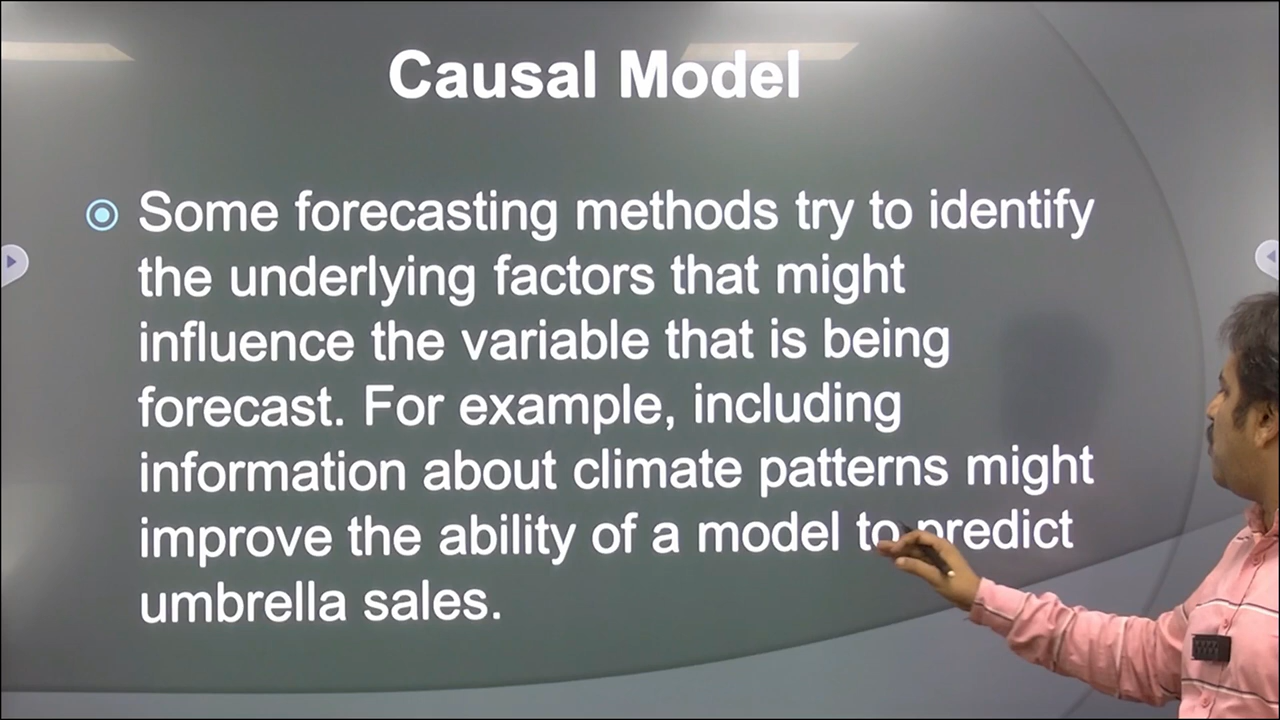 Causal Model
Some forecasting methods try to identify
the underlying factors that might
influence the variable that is being
forecast. For example, including
information about climate patterns might
improve the ability of a model to predict
umbrella sales.